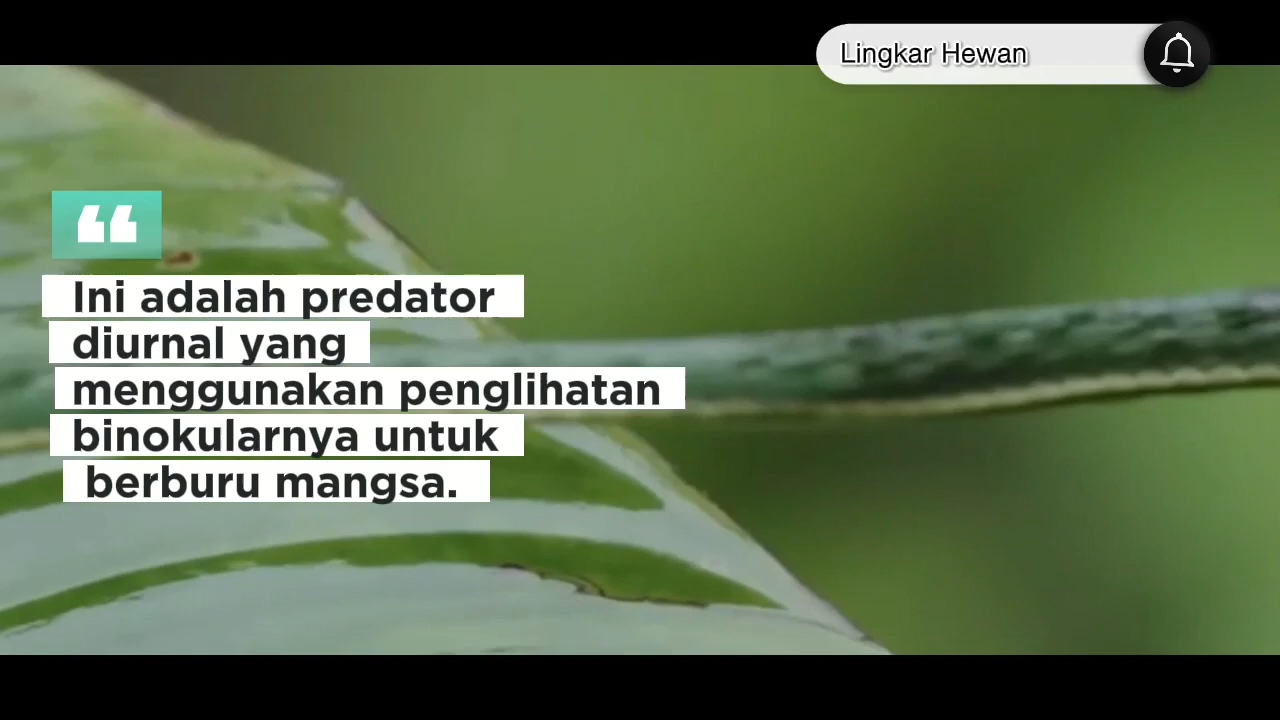 Lingkar Hewan
“
Ini adalah predator
diurnal yang
menggunakan penglihatan
binokularnya untuk
berburu mangsa.